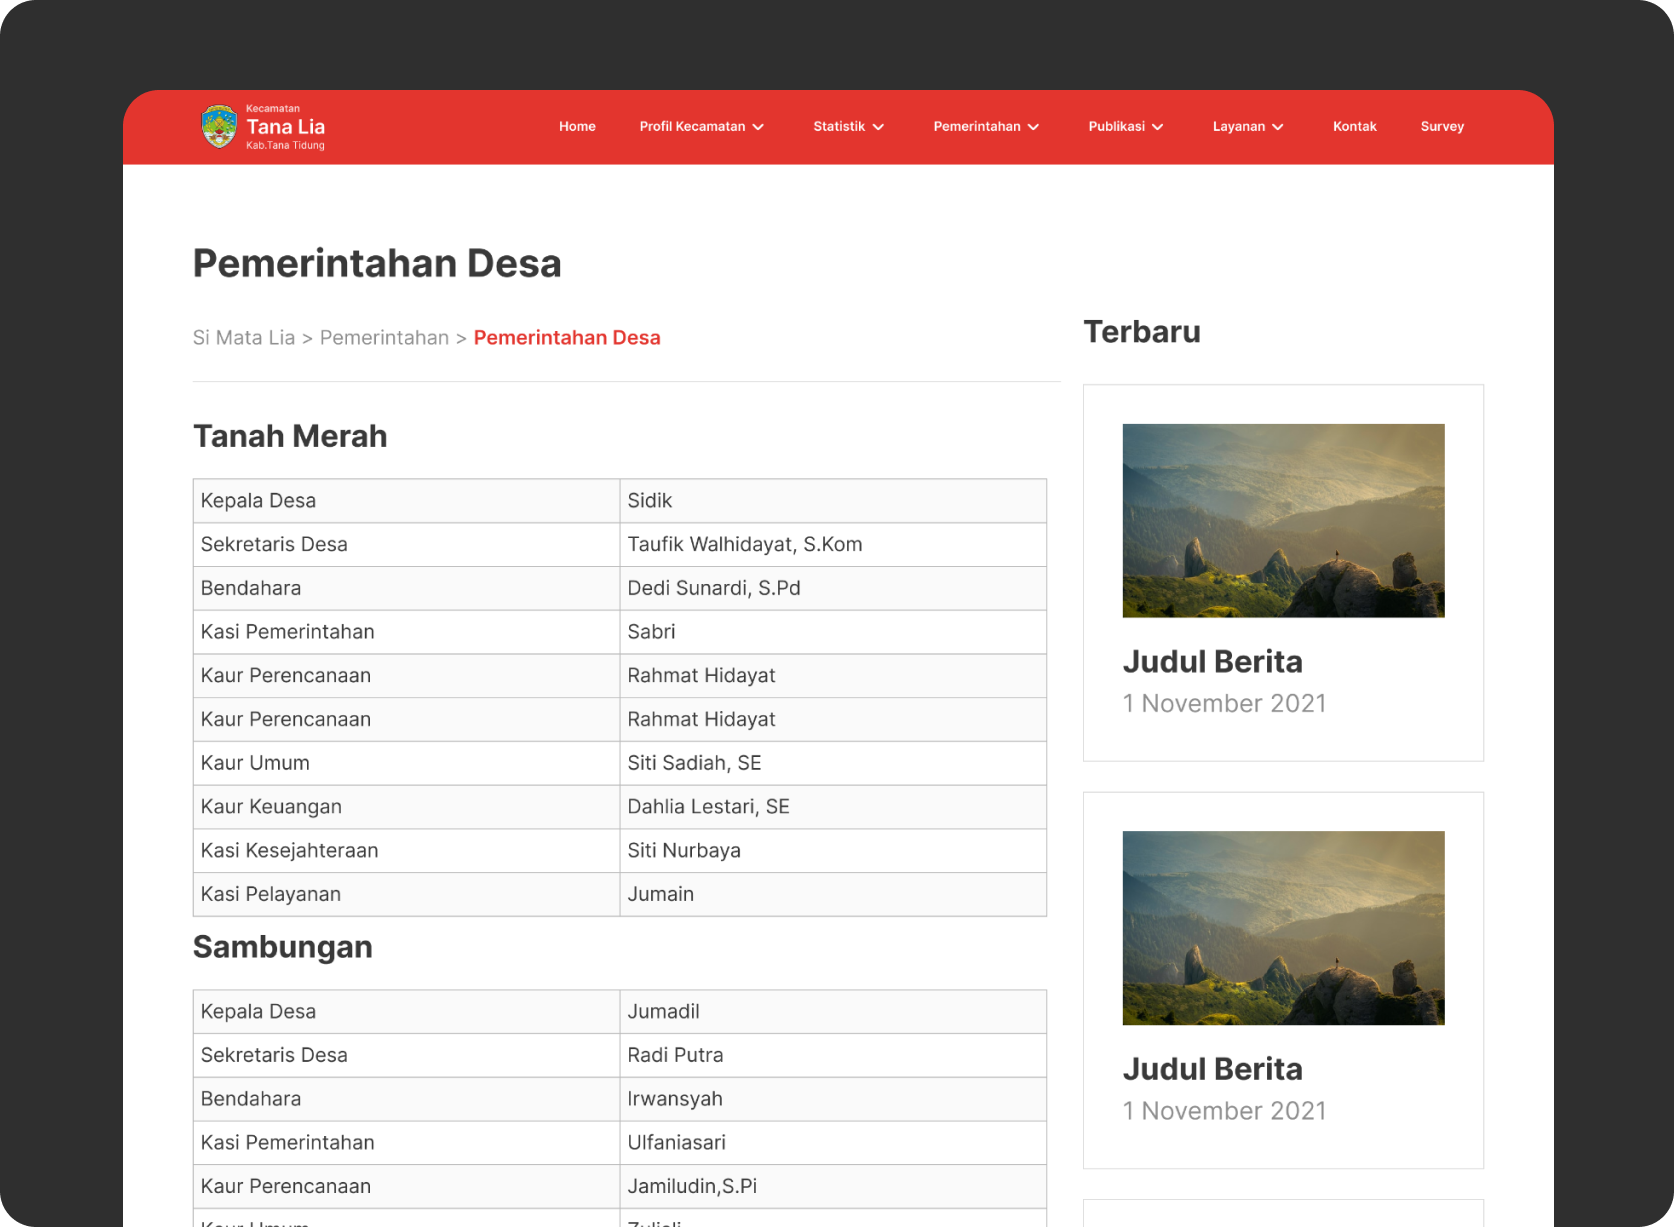 Kecamatan
Tana Lia
Kab.Tana Tidung
Home Profil Kecamatan Statistik Pemerintahan Publikasi Layanan Kontak Survey
Pemerintahan Desa
Si Mata Lia > Pemerintahan > Pemerintahan Desa
Tanah Merah
Kepala Desa Sidik
Sekretaris Desa Taufik Walhidayat, S.Kom
Bendahara Dedi Sunardi, S.Pd
Kasi Pemerintahan Sabri
Kaur Perencanaan Rahmat Hidayat
Kaur Perencanaan Rahmat Hidayat
Kaur Umum Siti Sadiah, SE
Kaur Keuangan Dahlia Lestari, SE
Kasi Kesejahteraan Siti Nurbaya
Kasi Pelayanan Jumain
Sambungan
Kepala Desa Jumadil
Sekretaris Desa Radi Putra
Bendahara Irwansyah
Kasi Pemerintahan Ulfaniasari
Kaur Perencanaan Jamiludin,S.Pi
Kaur Umum
Terbaru
Judul Berita
1 November 2021
Judul Berita
1 November 2021